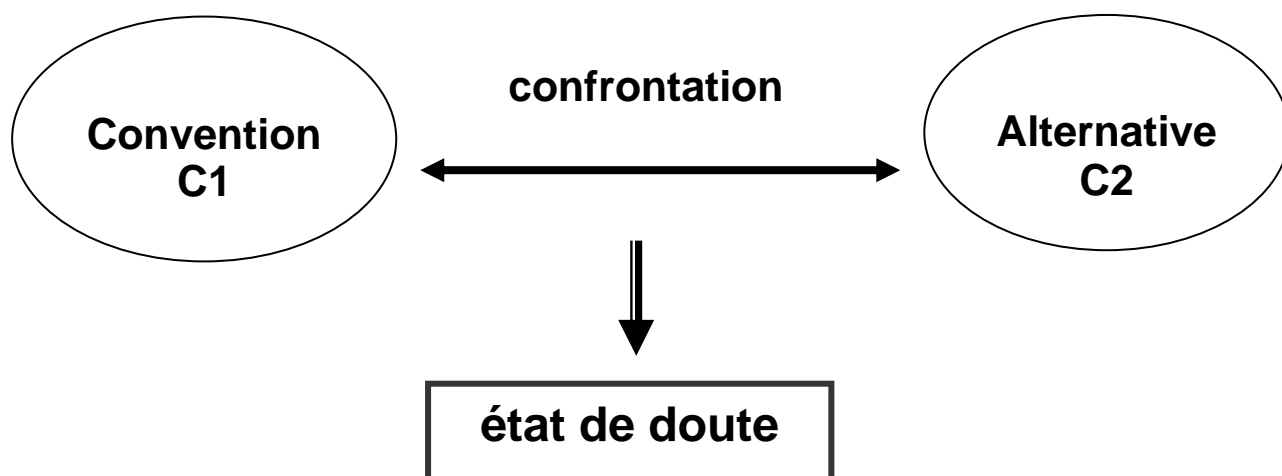 confrontation
Convention
C1
Alternative
C2
état de doute